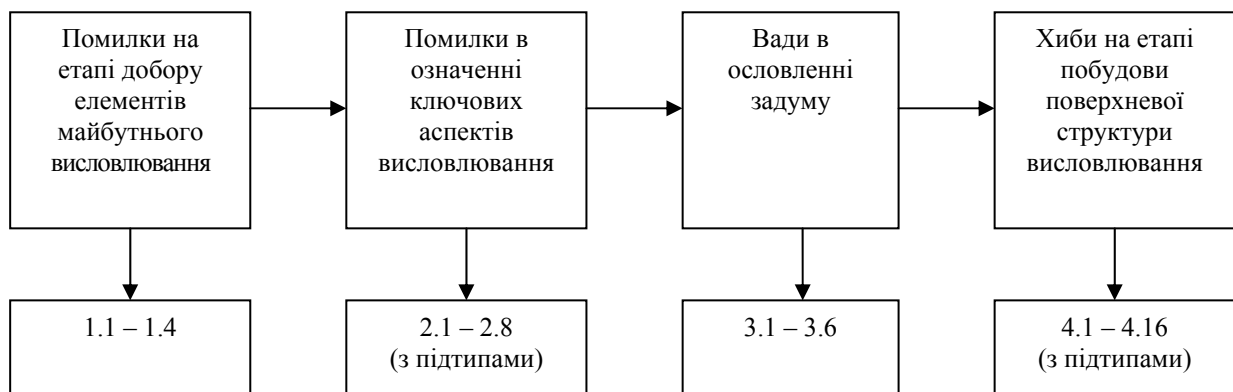 Помилки на
етапі добору
елементів
майбутнього
висловлювання
Помилки в
означенні
ключових
аспектів
висловлювання
Вади в
ословленні
задуму
Хиби на етапі
побудови
поверхневої
структури
висловлювання
1.1 – 1.4
2.1 – 2.8
(з підтипами)
3.1 – 3.6
4.1 – 4.16
(з підтипами)